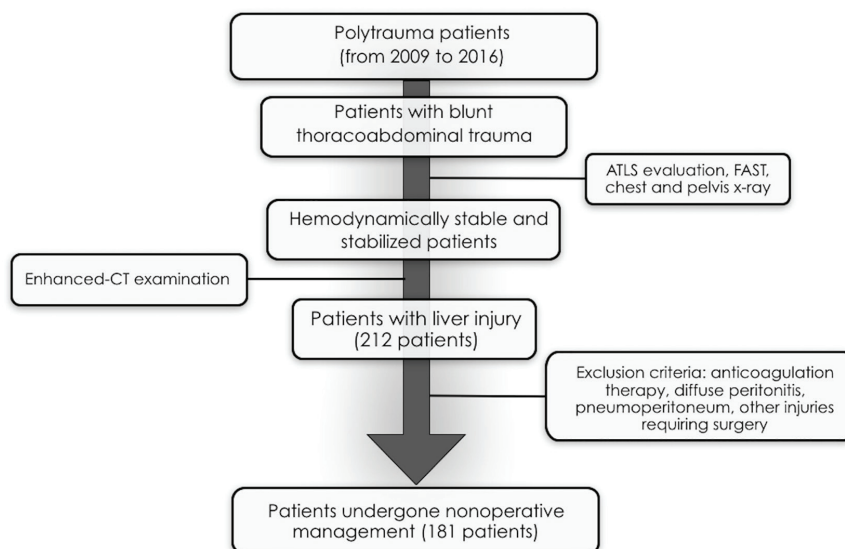 Polytrauma patients
(from 2009 to 2016)
Patients with blunt
thoracoabdominal trauma
ATLS evaluation, FAST,
chest and pelvis x-ray
Hemodynamically stable and
stabilized patients
Enhanced-CT examination
Patients with liver injury
(212 patients)
Exclusion criteria: anticoagulation
therapy, diffuse peritonitis,
pneumoperitoneum, other injuries
requiring surgery
Patients undergone nonoperative
management (181 patients)